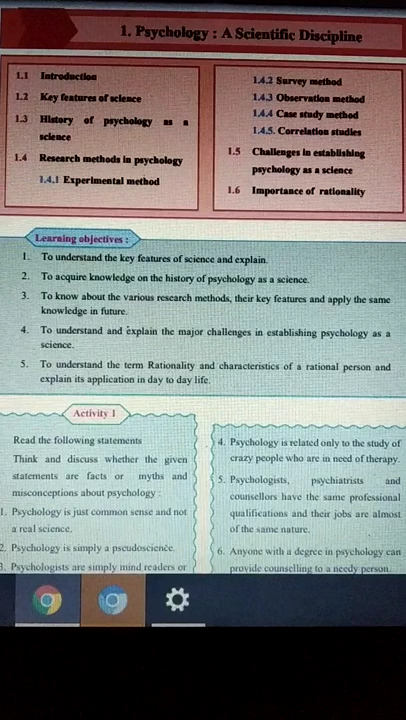 1. Psychology : A Scientific Discipline
1.1 Introduction
1.2 Key features of science
1.3 History of psychology as a
science
1.4 Research methods in psychology
1.4.1 Experimental method
1.4.2 Survey method
1.4.3 Observation method
1.4.4 Case study method
1.4.5. Correlation studies
1.5 Challenges in establishing
psychology as a science
1.6 Importance of rationality
Learning objectives :
1. To understand the key features of science and explain.
2. To acquire knowledge on the history of psychology as a science.
3. To know about the various research methods, their key features and apply the same
knowledge in future.
4. To understand and explain the major challenges in establishing psychology as a
science.
5. To understand the term Rationality and characteristics of a rational person and
explain its application in day to day life.
Activity 1
Read the following statements
Think and discuss whether the given
statements are facts or myths and
misconceptions about psychology :
1. Psychology is just common sense and not
a real science.
2. Psychology is simply a pseudoscience.
3. Psychologists are simply mind readers or
4. Psychology is related only to the study of
crazy people who are in need of therapy.
5. Psychologists, psychiatrists and
counsellors have the same professional
qualifications and their jobs are almost
of the same nature.
6. Anyone with a degree in psychology can
provide counselling to a needy person.